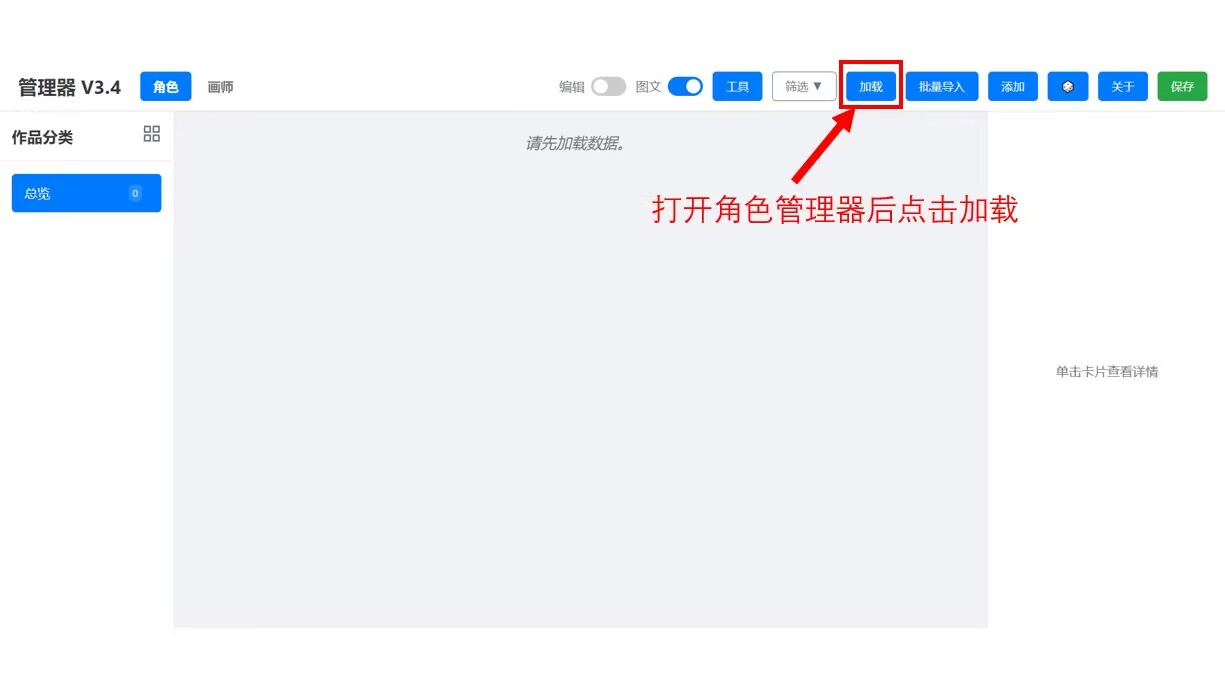 管理器 V3.4 角色 画师 编辑 图文 工具 筛选 ▼ 加载 批量导入 添加 关于 保存
作品分类
请先加载数据。
总览 0
打开角色管理器后点击加载
单击卡片查看详情